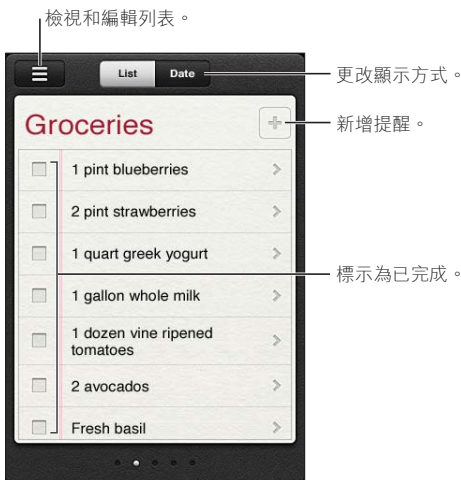 檢視和編輯列表。
List
Date
更改顯示方式。
Groceries
新增提醒。
1 pint blueberries
2 pint strawberries
1 quart greek yogurt
標示為已完成。
1 gallon whole milk
1 dozen vine ripened
tomatoes
2 avocados
Fresh basil